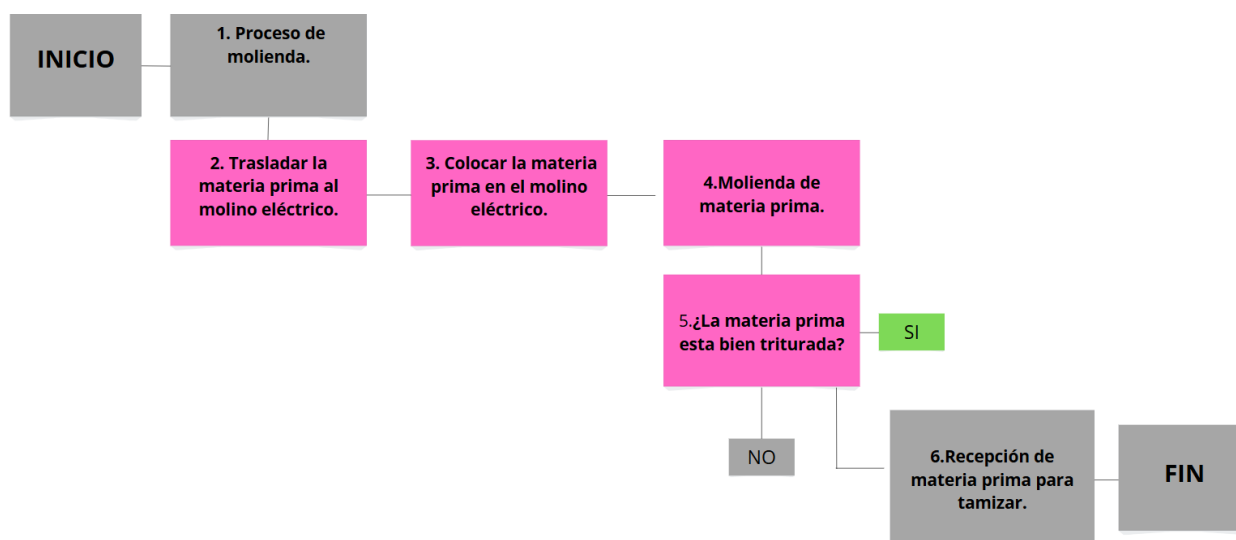 INICIO
1. Proceso de
molienda.
2. Trasladar la
materia prima al
molino eléctrico.
3. Colocar la materia
prima en el molino
eléctrico.
4.Molienda de
materia prima.
5.¿La materia prima
esta bien triturada?
SI
NO
6.Recepción de
materia prima para
tamizar.
FIN